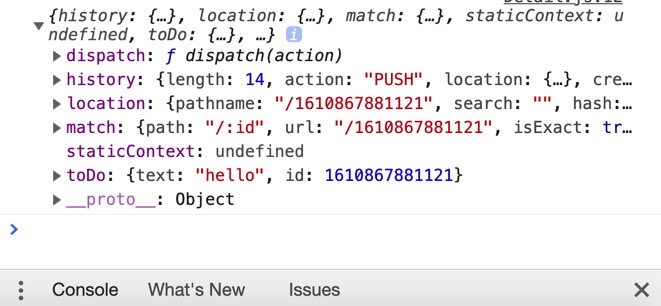 Detail.js:12
{history: {…}, location: {…}, match: {…}, staticContext: u
ndefined, toDo: {…}, …} i
dispatch: ƒ dispatch(action)
history: {length: 14, action: "PUSH", location: {…}, cre…
location: {pathname: "/1610867881121", search: "", hash:…
match: {path: "/:id", url: "/1610867881121", isExact: tr…
staticContext: undefined
toDo: {text: "hello", id: 1610867881121}
__proto__: Object
>
Console What's New Issues